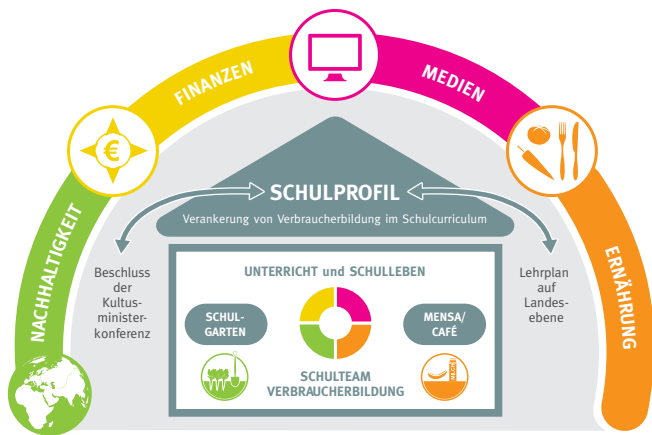 NACHHALTIGKEIT
FINANZEN
MEDIEN
ERNÄHRUNG
€
SCHULPROFIL
Verankerung von Verbraucherbildung im Schulcurriculum
Beschluss
der
Kultus-
minister-
konferenz
Lehrplan
auf
Landes-
ebene
UNTERRICHT und SCHULLEBEN
SCHUL-
GARTEN
MENSA/
CAFÉ
SCHULTEAM
VERBRAUCHERBILDUNG